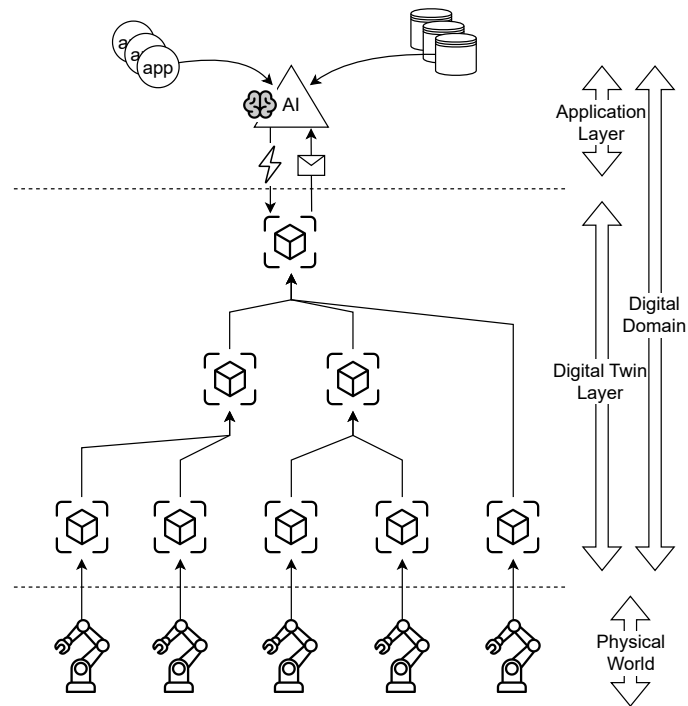 a
a
app
AI
Application
Layer
Digital
Domain
Digital Twin
Layer
Physical
World